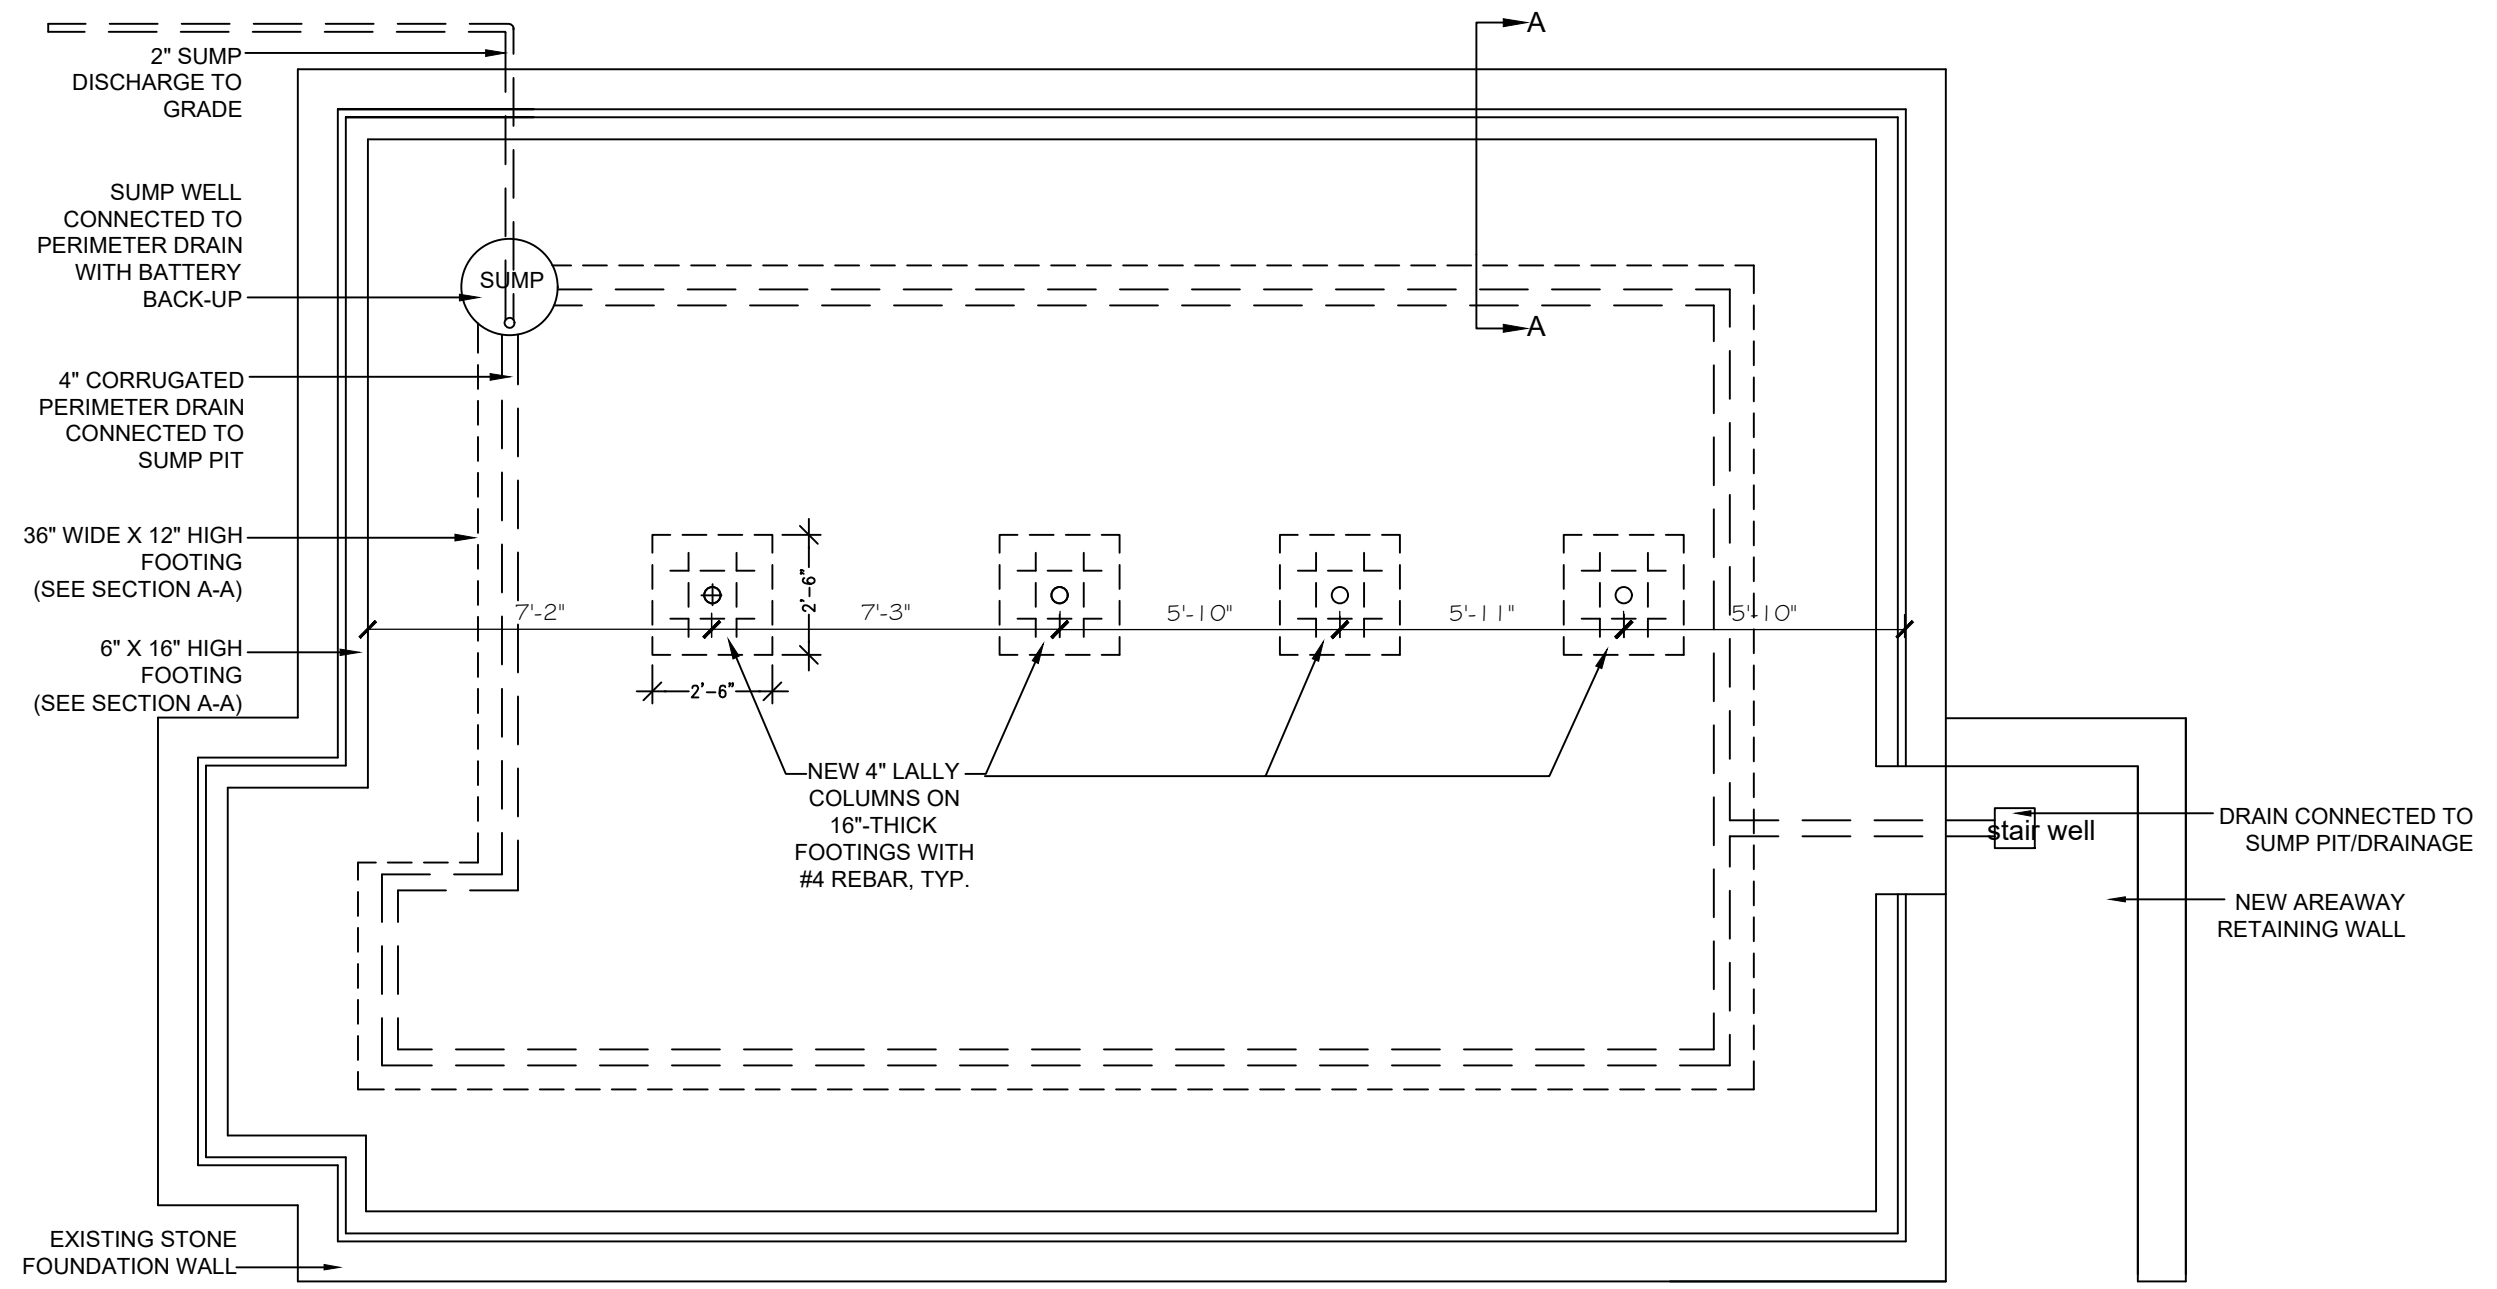 A
2" SUMP
DISCHARGE TO
GRADE
SUMP WELL
CONNECTED TO
PERIMETER DRAIN
WITH BATTERY
BACK-UP
SUMP
A
4" CORRUGATED
PERIMETER DRAIN
CONNECTED TO
SUMP PIT
36" WIDE X 12" HIGH
FOOTING
(SEE SECTION A-A)
2'-6"
7'-2"
7'-3"
5'-10"
5'-11"
5'-10"
6" X 16" HIGH
FOOTING
(SEE SECTION A-A)
2'-6"
NEW 4" LALLY
COLUMNS ON
16"-THICK
FOOTINGS WITH
#4 REBAR, TYP.
stair well
DRAIN CONNECTED TO
SUMP PIT/DRAINAGE
NEW AREAWAY
RETAINING WALL
EXISTING STONE
FOUNDATION WALL